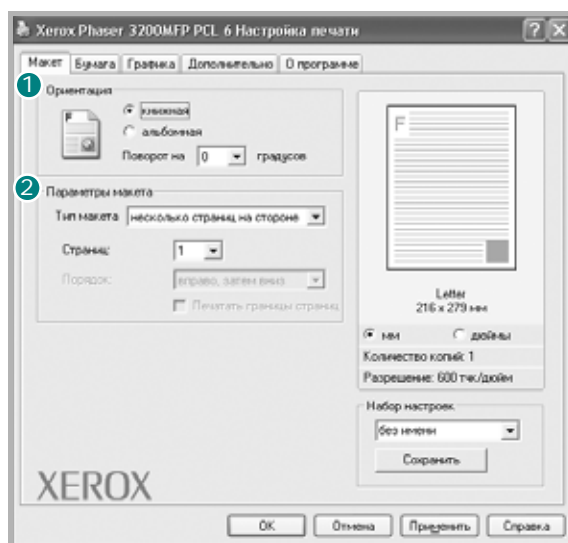 Xerox Phaser 3200MFP PCL 6 Настройка печати
Макет Бумага Графика Дополнительно О программе
1
Ориентация
книжная
альбомная
Поворот на 0 градусов
2
Параметры макета
Тип макета несколько страниц на стороне
Страниц: 1
Порядок: вправо, затем вниз
Печатать границы страниц
F
F
Letter
216 x 279 мм
мм дюймы
Количество копий: 1
Разрешение: 600 тчк/дюйм
Набор настроек
без имени
Сохранить
XEROX
OK Отмена Применить Справка